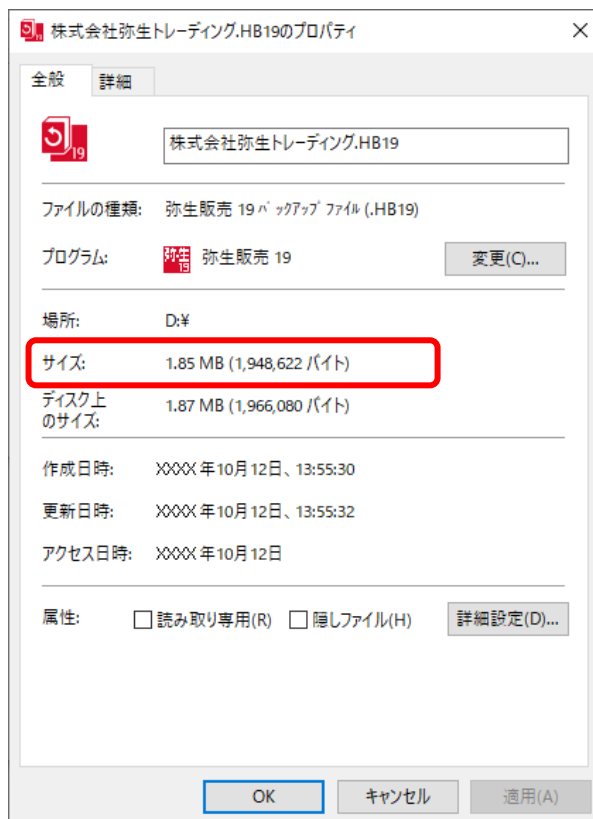 株式会社弥生トレーディング.HB19のプロパティ
全般 詳細
19
株式会社弥生トレーディング.HB19
ファイルの種類: 弥生販売 19 ﾊﾞｯｸｱｯﾌﾟ ﾌｧｲﾙ (.HB19)
プログラム: 弥生 19 弥生販売 19 変更(C)...
場所: D:¥
サイズ: 1.85 MB (1,948,622 バイト)
ディスク上
のサイズ: 1.87 MB (1,966,080 バイト)
作成日時: XXXX 年10月12日、13:55:30
更新日時: XXXX 年10月12日、13:55:32
アクセス日時: XXXX 年10月12日
属性: 読み取り専用(R) 隠しファイル(H) 詳細設定(D)...
OK キャンセル 適用(A)